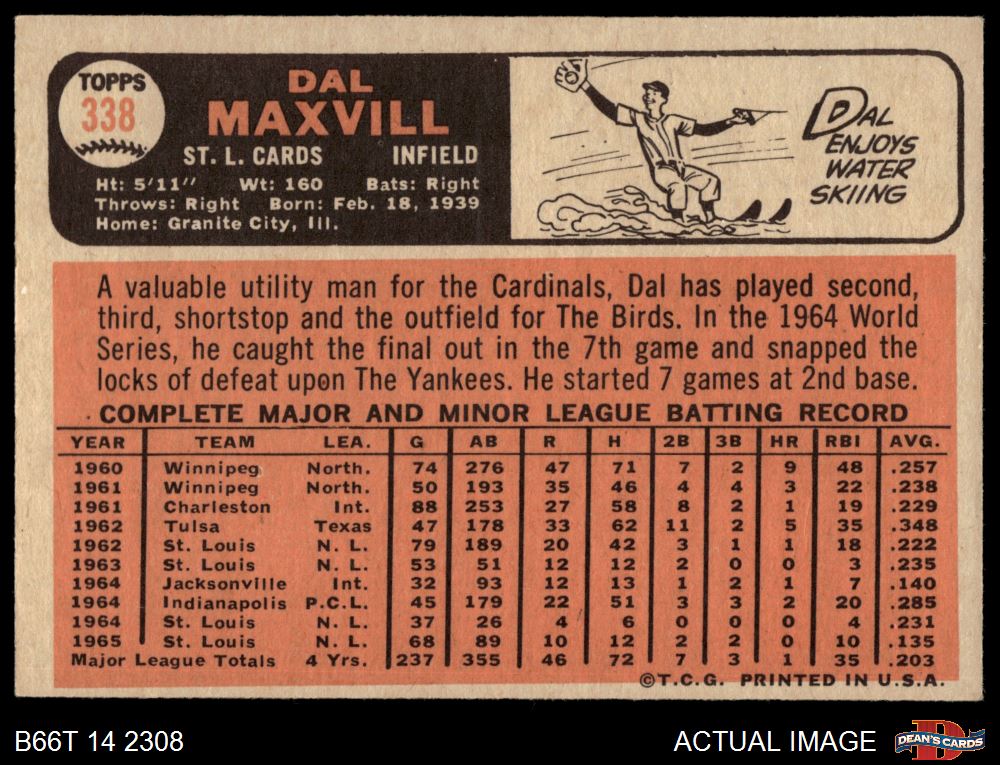 TOPPS
338
DAL
MAXVILL
ST. L. CARDS INFIELD
Ht: 5'11" Wt: 160 Bats: Right
Throws: Right Born: Feb. 18, 1939
Home: Granite City, Ill.
DAL
ENJOYS
WATER
SKIING
A valuable utility man for the Cardinals, Dal has played second,
third, shortstop and the outfield for The Birds. In the 1964 World
Series, he caught the final out in the 7th game and snapped the
locks of defeat upon The Yankees. He started 7 games at 2nd base.
COMPLETE MAJOR AND MINOR LEAGUE BATTING RECORD
YEAR TEAM LEA. G AB R H 2B 3B HR RBI AVG.
1960 Winnipeg North. 74 276 47 71 7 2 9 48 .257
1961 Winnipeg North. 50 193 35 46 4 4 3 22 .238
1961 Charleston Int. 88 253 27 58 8 2 1 19 .229
1962 Tulsa Texas 47 178 33 62 11 2 5 35 .348
1962 St. Louis N. L. 79 189 20 42 3 1 1 18 .222
1963 St. Louis N. L. 53 51 12 12 2 0 0 3 .235
1964 Jacksonville Int. 32 93 12 13 1 2 1 7 .140
1964 Indianapolis P.C.L. 45 179 22 51 3 3 2 20 .285
1964 St. Louis N. L. 37 26 4 6 0 0 0 4 .231
1965 St. Louis N. L. 68 89 10 12 2 2 0 10 .135
Major League Totals 4 Yrs. 237 355 46 72 7 3 1 35 .203
©T.C.G. PRINTED IN U.S.A.
B66T 14 2308 ACTUAL IMAGE DEAN'S CARDS